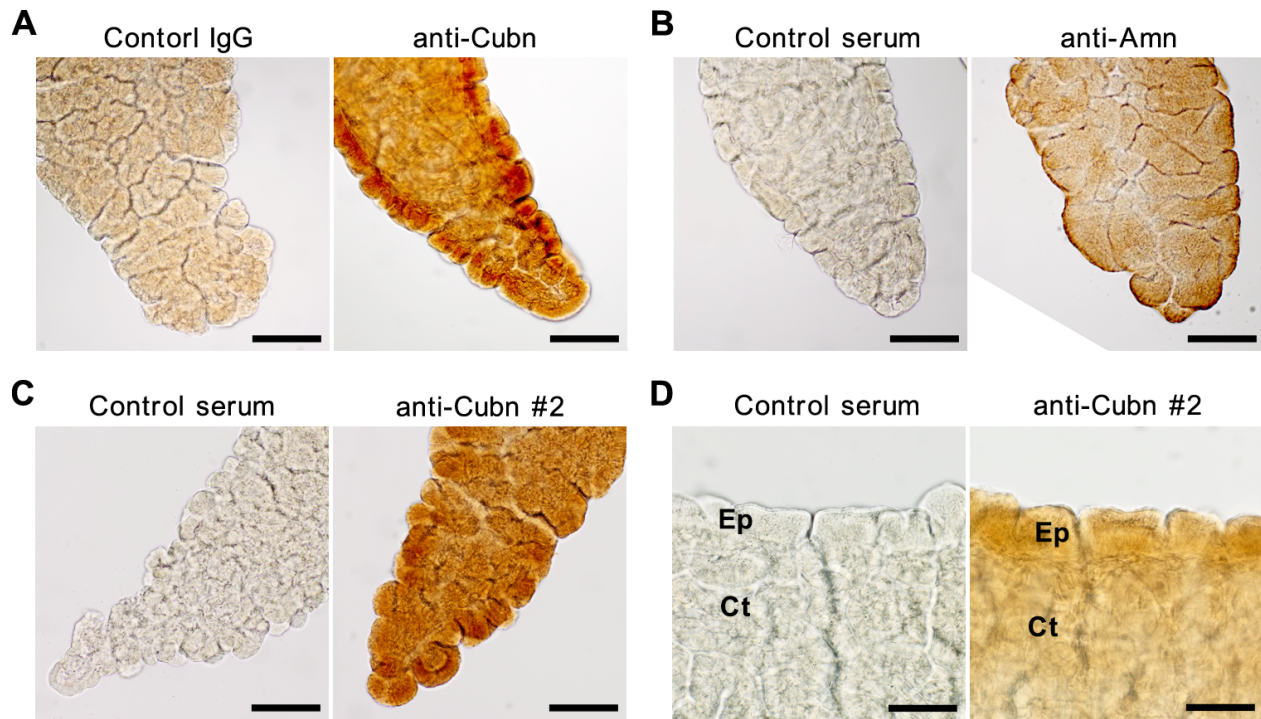 A
Contorl IgG
anti-Cubn
B
Control serum
anti-Amn
C
Control serum
anti-Cubn #2
D
Control serum
anti-Cubn #2
Ep
Ct
Ep
Ct